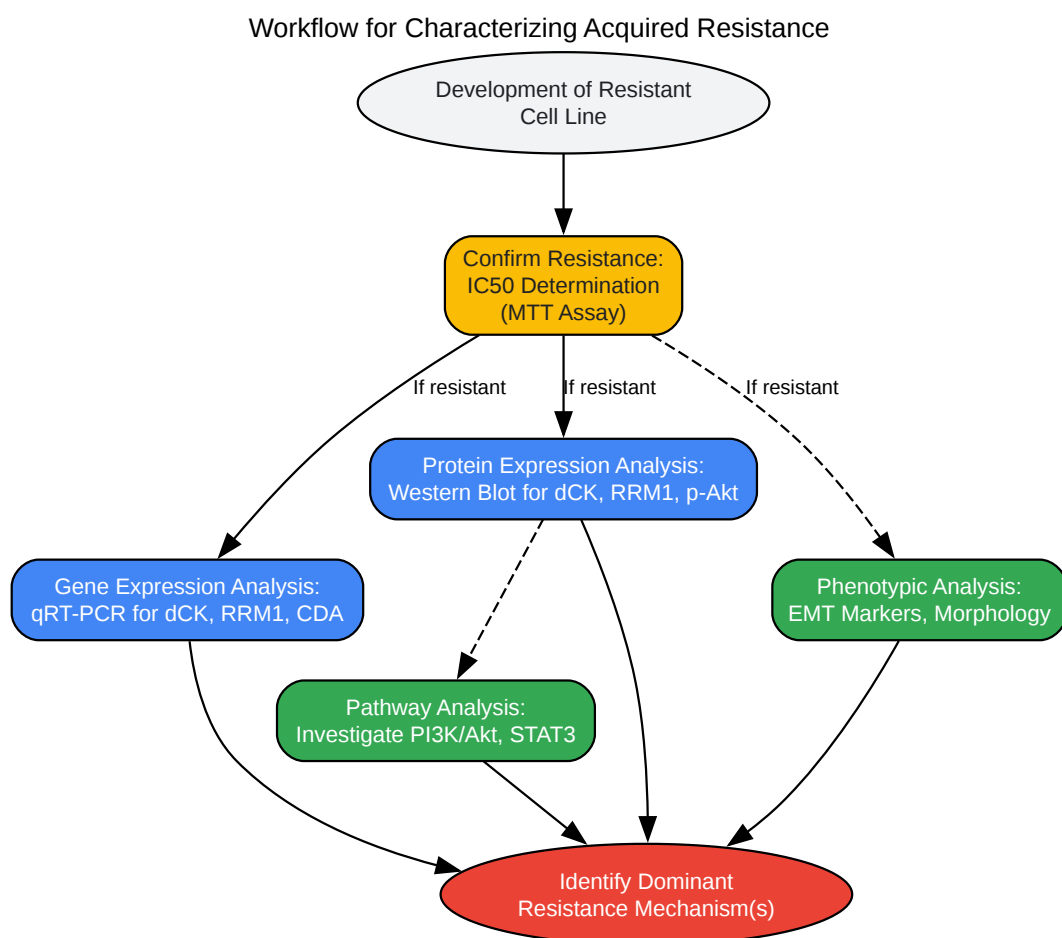 Workflow for Characterizing Acquired Resistance
Development of Resistant
Cell Line
Confirm Resistance:
IC50 Determination
(MTT Assay)
If resistant
If resistant
If resistant
Protein Expression Analysis:
Western Blot for dCK, RRM1, p-Akt
Gene Expression Analysis:
qRT-PCR for dCK, RRM1, CDA
Phenotypic Analysis:
EMT Markers, Morphology
Pathway Analysis:
Investigate PI3K/Akt, STAT3
Identify Dominant
Resistance Mechanism(s)